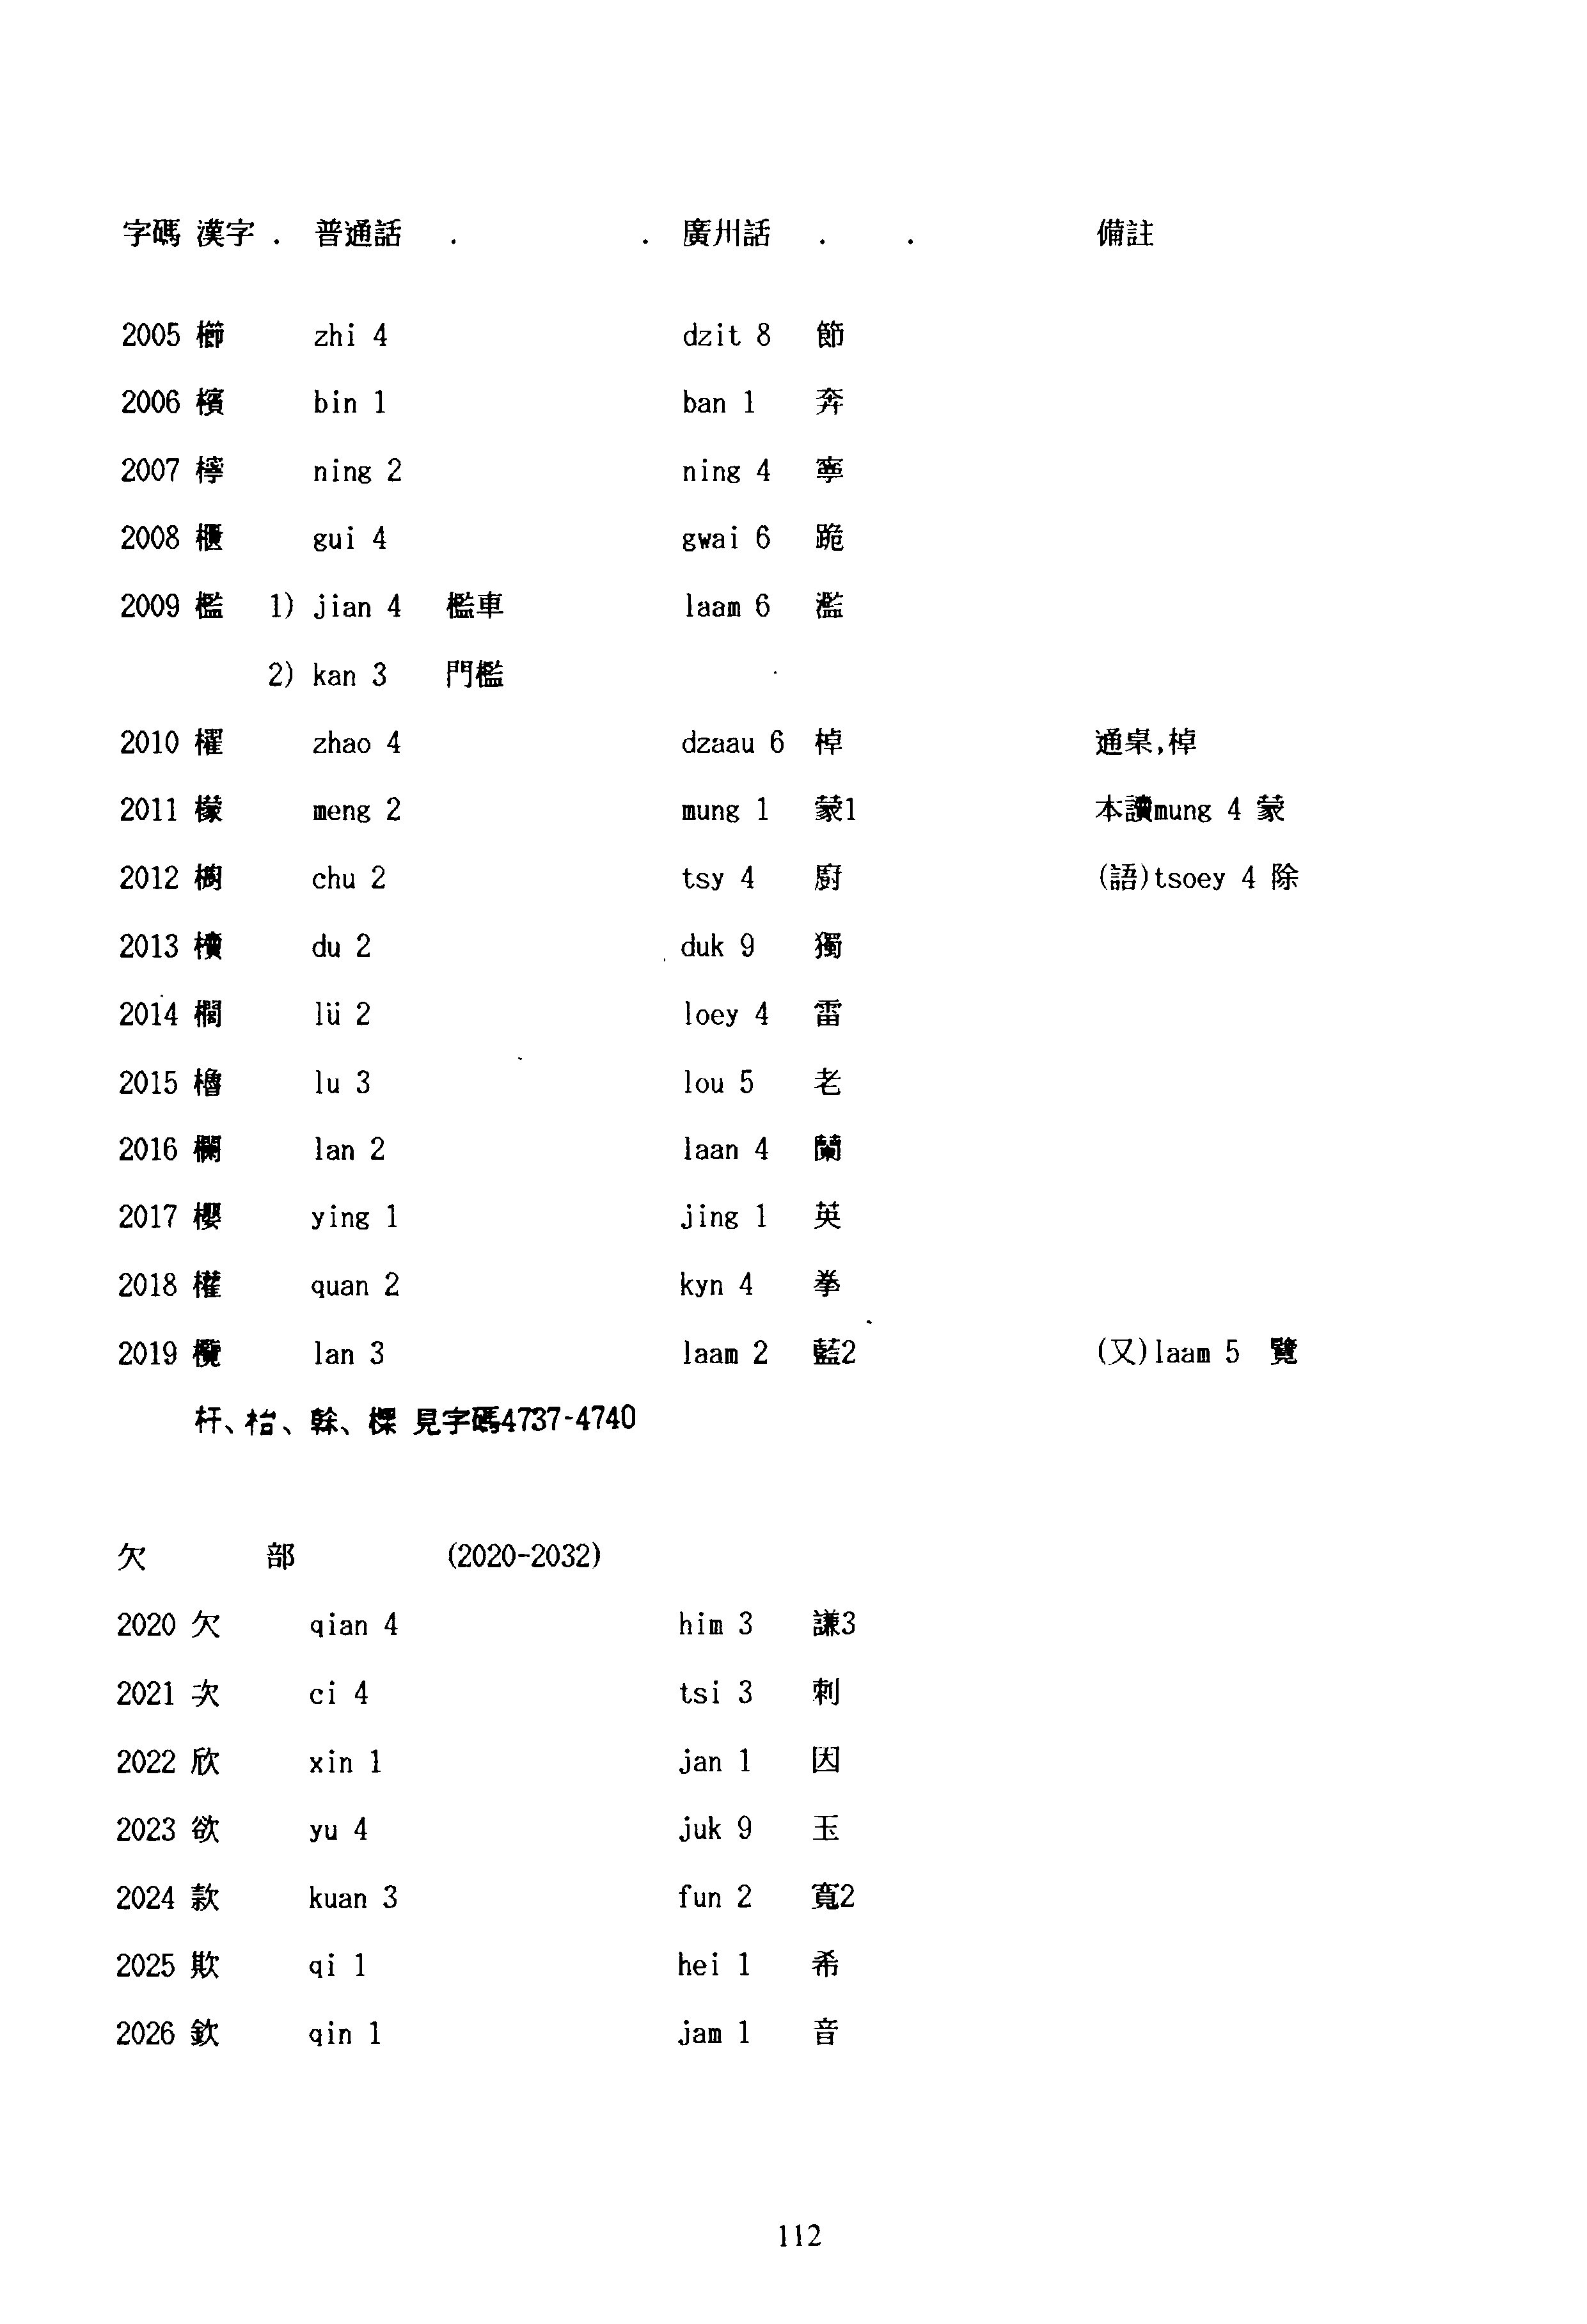 字碼 漢字 . 普通話 . . 廣州話 . . 備註
2005 櫛 zhi 4 dzit 8 節
2006 檳 bin 1 ban 1 奔
2007 檸 ning 2 ning 4 寧
2008 櫃 gui 4 gwai 6 跪
2009 檻 1) jian 4 檻車 laam 6 濫
2) kan 3 門檻
2010 櫂 zhao 4 dzaau 6 棹 通桌,棹
2011 檬 meng 2 mung 1 蒙1 本讀mung 4 蒙
2012 櫥 chu 2 tsy 4 廚 (語)tsoey 4 除
2013 櫝 du 2 duk 9 獨
2014 櫚 lü 2 loey 4 雷
2015 櫓 lu 3 lou 5 老
2016 欄 lan 2 laan 4 蘭
2017 櫻 ying 1 jing 1 英
2018 權 quan 2 kyn 4 拳
2019 欖 lan 3 laam 2 藍2 (又)laam 5 覽
杆、枱、榦、樏 見字碼4737-4740
欠 部 (2020-2032)
2020 欠 qian 4 him 3 謙3
2021 次 ci 4 tsi 3 刺
2022 欣 xin 1 jan 1 因
2023 欲 yu 4 juk 9 玉
2024 款 kuan 3 fun 2 寬2
2025 欺 qi 1 hei 1 希
2026 欽 qin 1 jam 1 音
112